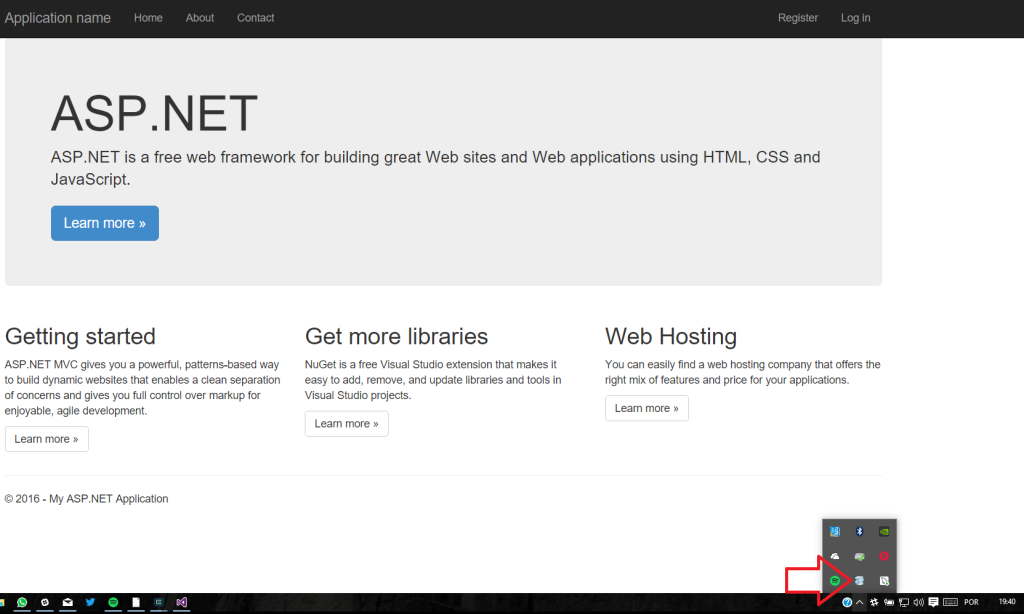 Application name Home About Contact Register Log in
ASP.NET
ASP.NET is a free web framework for building great Web sites and Web applications using HTML, CSS and
JavaScript.
Learn more »
Getting started
ASP.NET MVC gives you a powerful, patterns-based way
to build dynamic websites that enables a clean separation
of concerns and gives you full control over markup for
enjoyable, agile development.
Learn more »
Get more libraries
NuGet is a free Visual Studio extension that makes it
easy to add, remove, and update libraries and tools in
Visual Studio projects.
Learn more »
Web Hosting
You can easily find a web hosting company that offers the
right mix of features and price for your applications.
Learn more »
© 2016 - My ASP.NET Application
POR 19:40